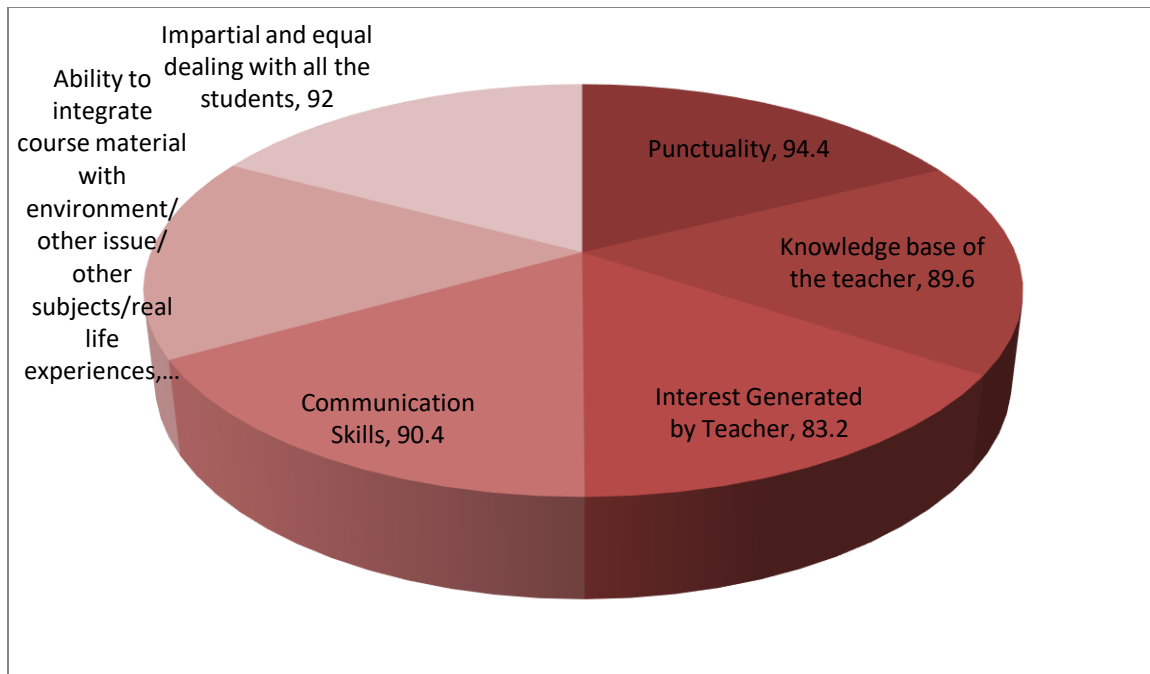 Impartial and equal
dealing with all the
students, 92
Ability to
integrate
course material
with
environment/
other issue/
other
subjects/real
life
experiences,...
Punctuality, 94.4
Knowledge base of
the teacher, 89.6
Interest Generated
by Teacher, 83.2
Communication
Skills, 90.4